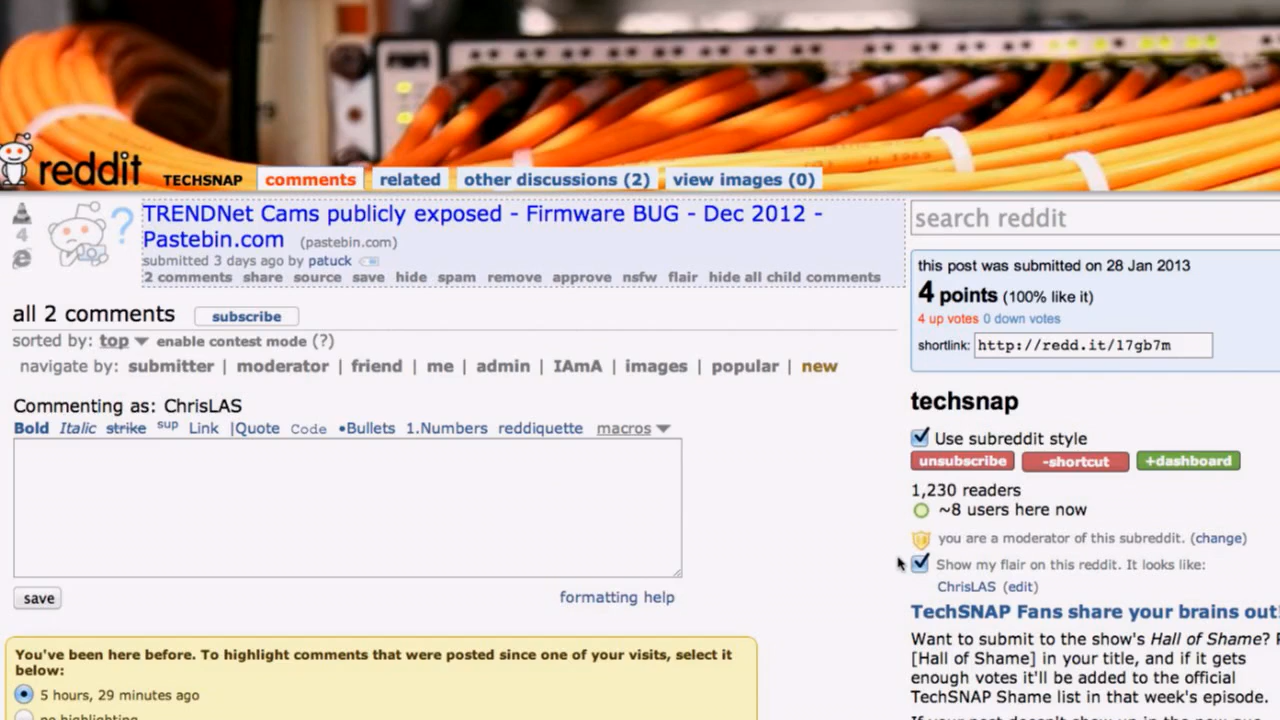 reddit TECHSNAP comments related other discussions (2) view images (0)
TRENDNet Cams publicly exposed - Firmware BUG - Dec 2012 -
Pastebin.com (pastebin.com)
4
submitted 3 days ago by patuck
2 comments share source save hide spam remove approve nsfw flair hide all child comments
all 2 comments subscribe
sorted by: top enable contest mode (?)
navigate by: submitter | moderator | friend | me | admin | IAmA | images | popular | new
Commenting as: ChrisLAS
Bold Italic strike sup Link |Quote Code •Bullets 1.Numbers reddiquette macros
save formatting help
You've been here before. To highlight comments that were posted since one of your visits, select it
below:
5 hours, 29 minutes ago
no highlighting
search reddit
this post was submitted on 28 Jan 2013
4 points (100% like it)
4 up votes 0 down votes
shortlink: http://redd.it/17gb7m
techsnap
Use subreddit style
unsubscribe -shortcut +dashboard
1,230 readers
~8 users here now
you are a moderator of this subreddit. (change)
Show my flair on this reddit. It looks like:
ChrisLAS (edit)
TechSNAP Fans share your brains out!
Want to submit to the show's Hall of Shame?
[Hall of Shame] in your title, and if it gets
enough votes it'll be added to the official
TechSNAP Shame list in that week's episode.